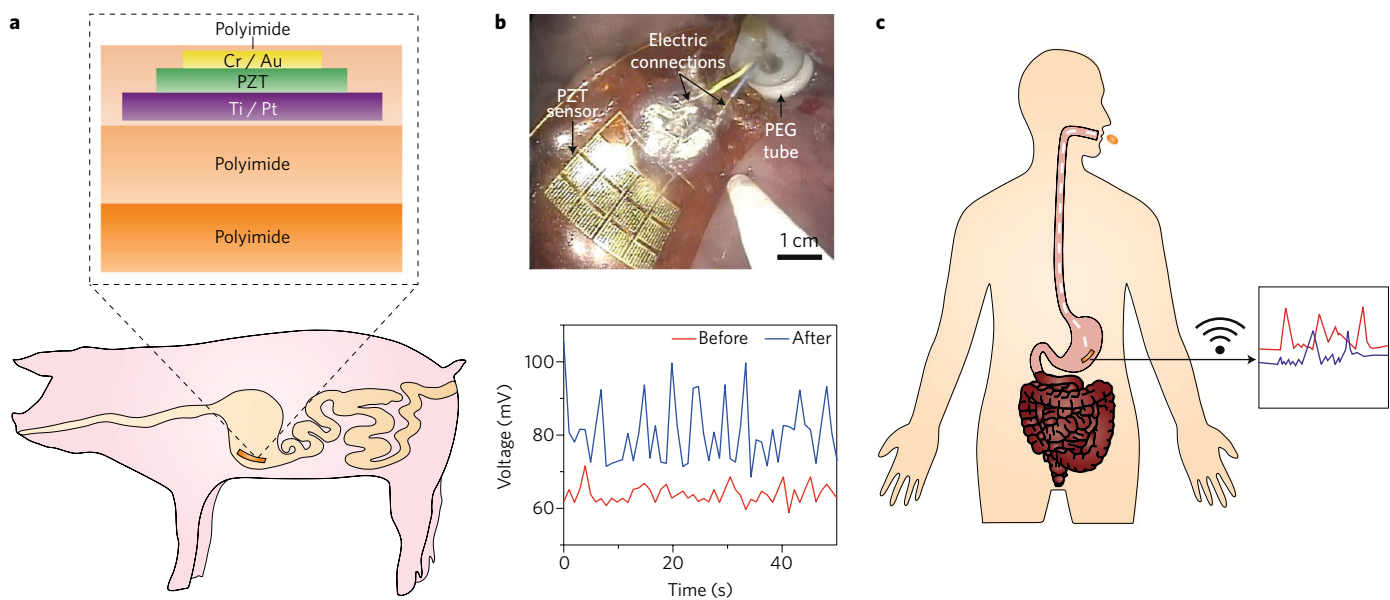 a
Polyimide
Cr / Au
PZT
Ti / Pt
Polyimide
Polyimide
b
Electric
connections
PZT
sensor
PEG
tube
1 cm
Before
After
100
80
60
Voltage (mV)
0
20
40
Time (s)
c